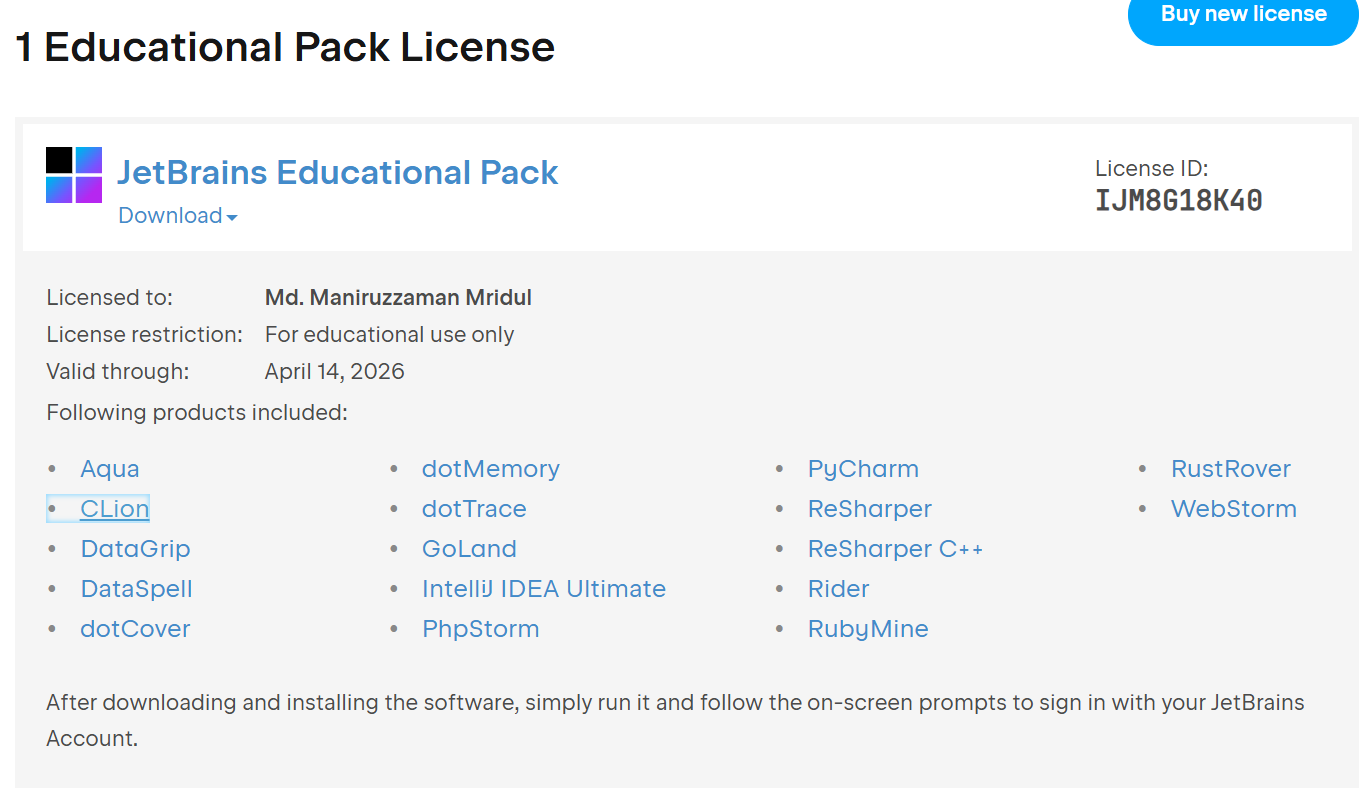 Buy new license
1 Educational Pack License
JetBrains Educational Pack
Download
License ID:
IJM8G18K40
Licensed to: Md. Maniruzzaman Mridul
License restriction: For educational use only
Valid through: April 14, 2026
Following products included:
• Aqua
• CLion
• DataGrip
• DataSpell
• dotCover
• dotMemory
• dotTrace
• GoLand
• IntelliJ IDEA Ultimate
• PhpStorm
• PyCharm
• ReSharper
• ReSharper C++
• Rider
• RubyMine
• RustRover
• WebStorm
After downloading and installing the software, simply run it and follow the on-screen prompts to sign in with your JetBrains
Account.